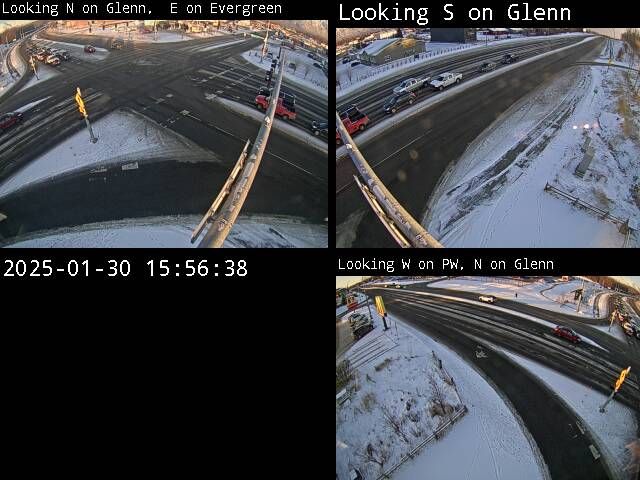 Looking N on Glenn,  E on Evergreen
Looking S on Glenn
2025-01-30 15:56:38
Looking W on PW, N on Glenn